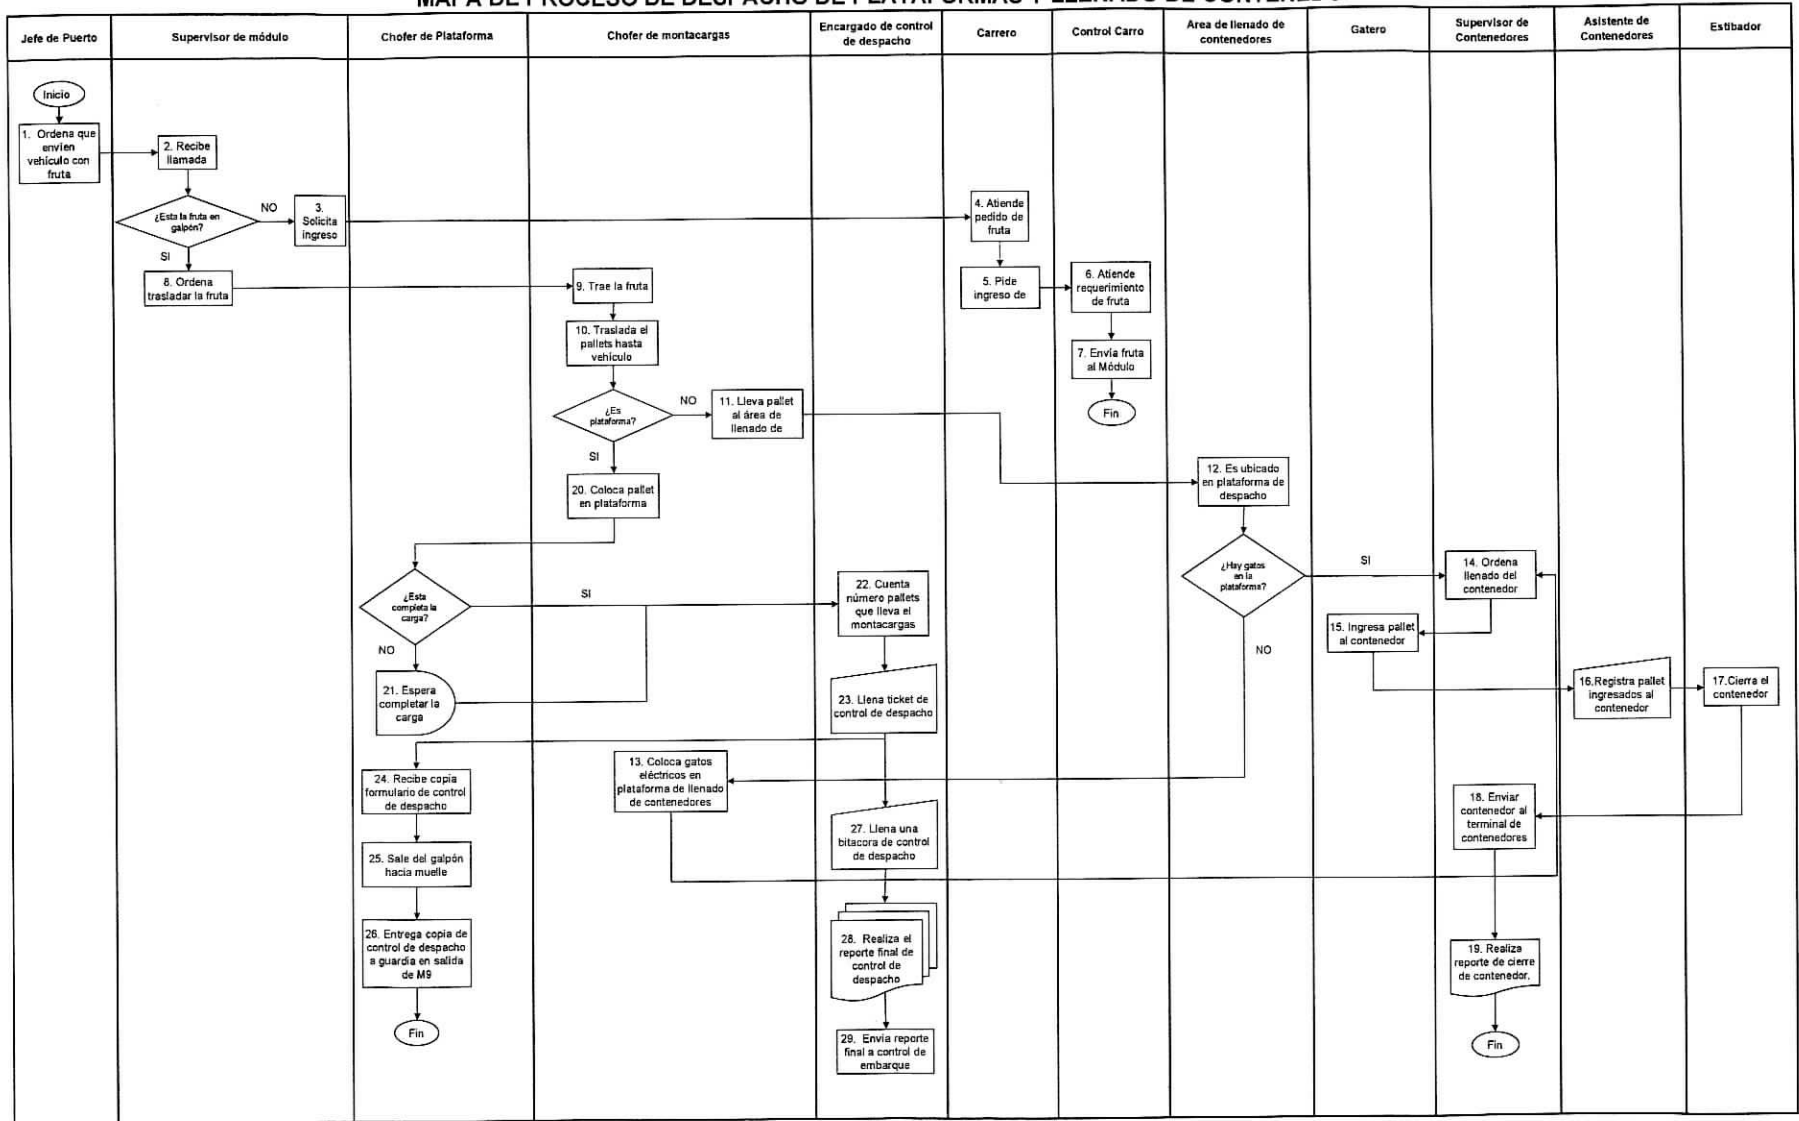 MAPA DE PROCESO DE DESPACHO DE PLATAFORMAS Y LLENADO DE
Jefe de Puerto
Supervisor de módulo
Chofer de Plataforma
Chofer de montacargas
Encargado de control
de despacho
Carrero
Control Carro
Area de llenado de
contenedores
Gatero
Supervisor de
Contenedores
Asistente de
Contenedores
Estibador
Inicio
1. Ordena que
envíen
vehículo con
fruta
2. Recibe
llamada
¿Esta la fruta en
galpón?
NO
3.
Solicita
ingreso
4. Atiende
pedido de
fruta
SI
8. Ordena
trasladar la fruta
9. Trae la fruta
5. Pide
ingreso de
6. Atiende
requerimiento
de fruta
10. Traslada el
pallets hasta
vehículo
7. Envía fruta
al Módulo
Fin
¿Es
plataforma?
NO
11. Lleva pallet
al área de
llenado de
SI
12. Es ubicado
en plataforma de
despacho
20. Coloca pallet
en plataforma
¿Hay gatos
en la
plataforma?
SI
14. Ordena
llenado del
contenedor
¿Esta
completa la
carga?
SI
22. Cuenta
número pallets
que lleva el
montacargas
15. Ingresa pallet
al contenedor
NO
NO
21. Espera
completar la
carga
23. Llena ticket de
control de despacho
16.Registra pallet
ingresados al
contenedor
17.Cierra el
contenedor
24. Recibe copia
formulario de control
de despacho
13. Coloca gatos
eléctricos en
plataforma de llenado
de contenedores
18. Enviar
contenedor al
terminal de
contenedores
27. Llena una
bitacora de control
de despacho
25. Sale del galpón
hacia muelle
26. Entrega copia de
control de despacho
a guardia en salida
de M9
28. Realiza el
reporte final de
control de
despacho
19. Realiza
reporte de cierre
de contenedor.
Fin
29. Envía reporte
final a control de
embarque
Fin